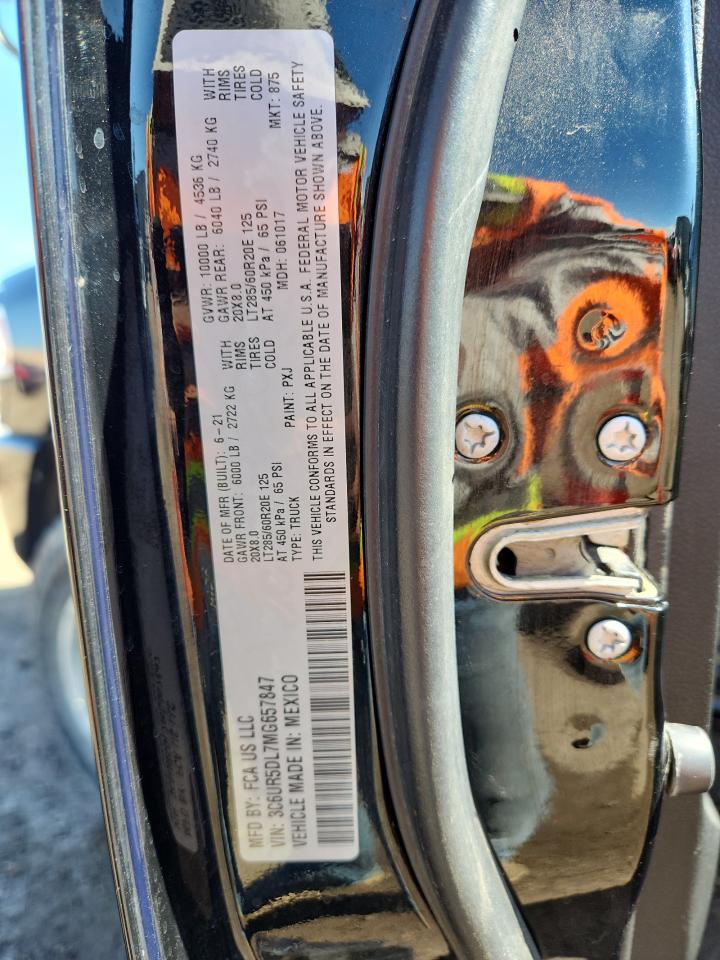 MFD BY: FCA US LLC
DATE OF MFR (BUILT): 6-21
GVWR: 10000 LB / 4536 KG
GAWR FRONT: 6000 LB / 2722 KG WITH
GAWR REAR: 6040 LB / 2740 KG WITH
20X8.0 RIMS
20X8.0 RIMS
LT285/60R20E 125 TIRES
LT285/60R20E 125 TIRES
AT 450 kPa / 65 PSI COLD
AT 450 kPa / 65 PSI COLD
VIN: 3C6UR5DL7MG657847
TYPE: TRUCK PAINT: PXJ MDH: 061017 MKT: 875
VEHICLE MADE IN: MEXICO
THIS VEHICLE CONFORMS TO ALL APPLICABLE U.S.A. FEDERAL MOTOR VEHICLE SAFETY
STANDARDS IN EFFECT ON THE DATE OF MANUFACTURE SHOWN ABOVE.